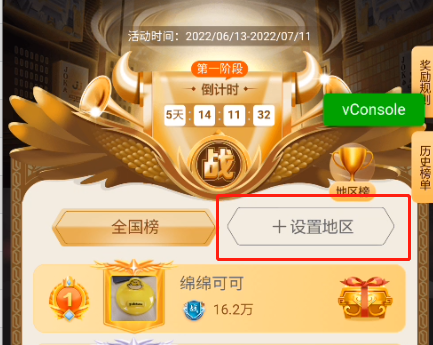 活动时间：2022/06/13-2022/07/11
第一阶段
倒计时
5天：14：11：32
奖励规则
vConsole
战
历史榜单
地区榜
全国榜
＋设置地区
1
绵绵可可
战 16.2万